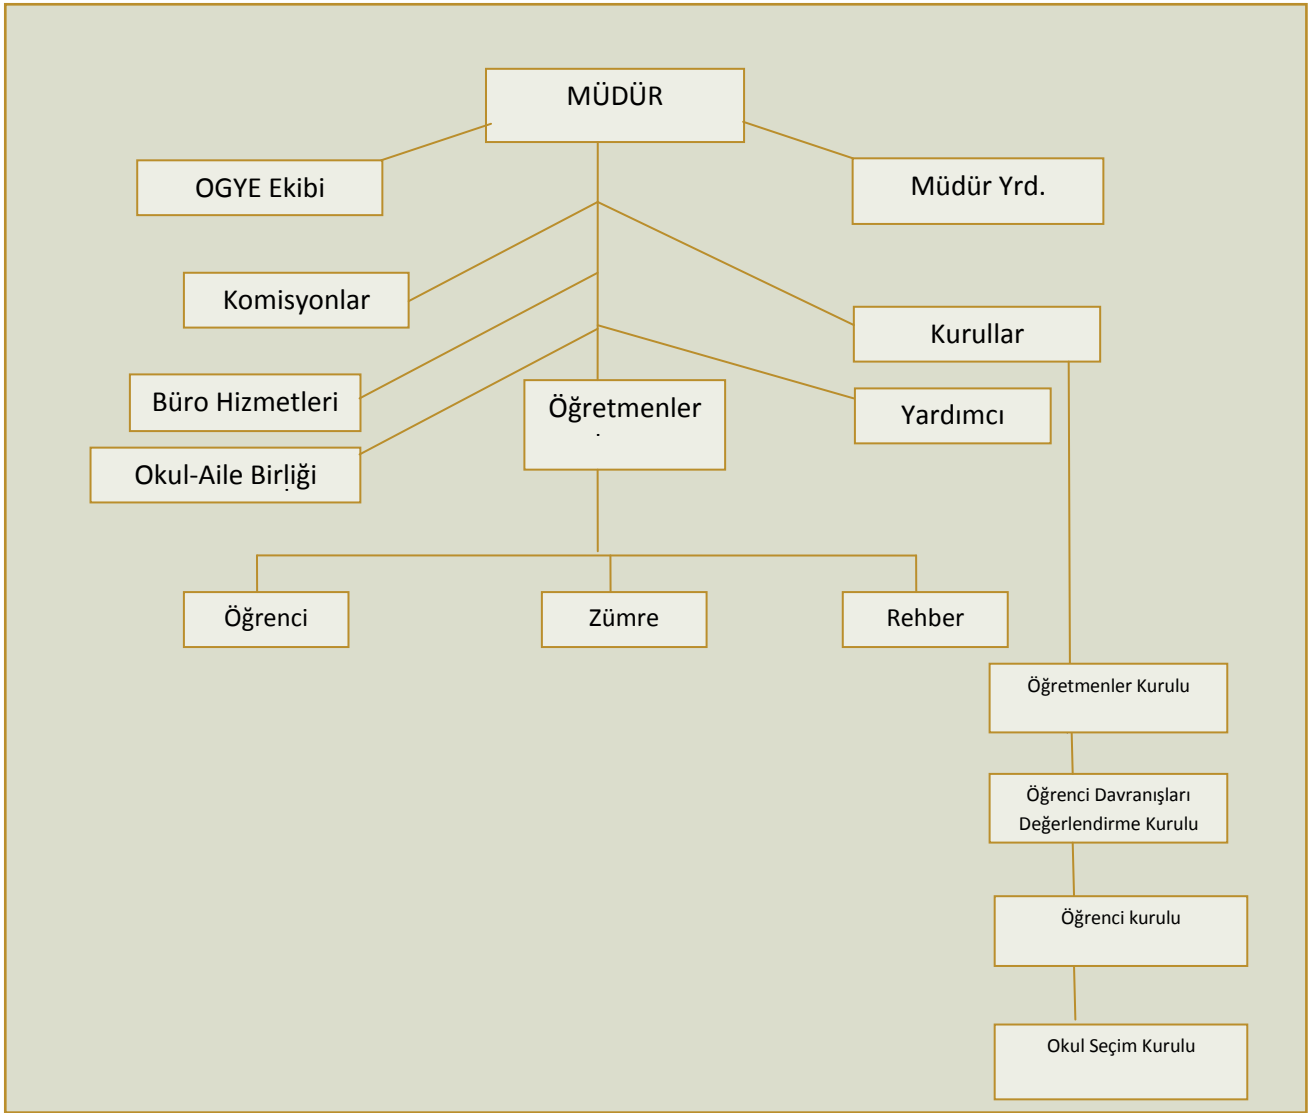 MÜDÜR
OGYE Ekibi
Müdür Yrd.
Komisyonlar
Kurullar
Büro Hizmetleri
Öğretmenler
Yardımcı
Okul-Aile Birliği
Öğrenci
Zümre
Rehber
Öğretmenler Kurulu
Öğrenci Davranışları
Değerlendirme Kurulu
Öğrenci kurulu
Okul Seçim Kurulu